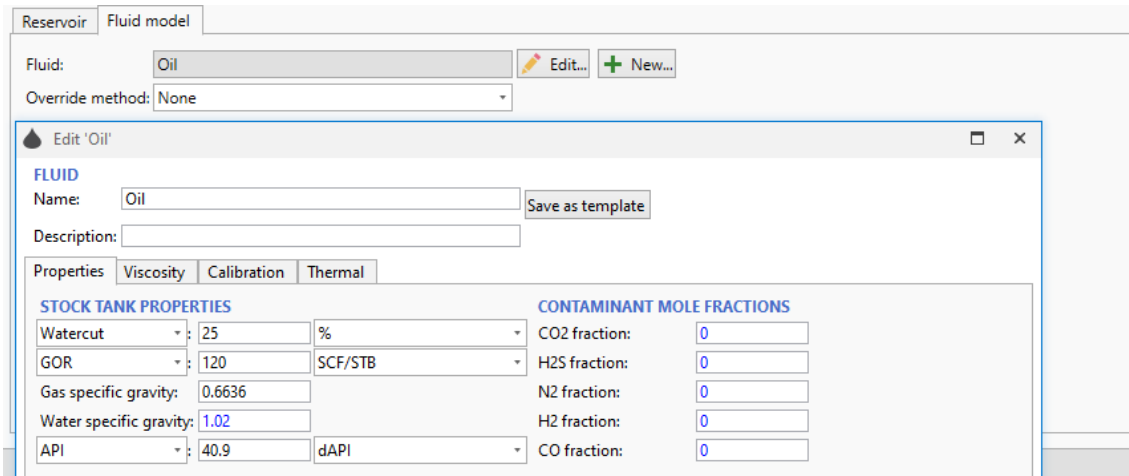 Reservoir Fluid model
Fluid: Oil Edit... New...
Override method: None
Edit 'Oil'
FLUID
Name: Oil Save as template
Description:
Properties Viscosity Calibration Thermal
STOCK TANK PROPERTIES CONTAMINANT MOLE FRACTIONS
Watercut : 25 % CO2 fraction: 0
GOR : 120 SCF/STB H2S fraction: 0
Gas specific gravity: 0.6636 N2 fraction: 0
Water specific gravity: 1.02 H2 fraction: 0
API : 40.9 dAPI CO fraction: 0